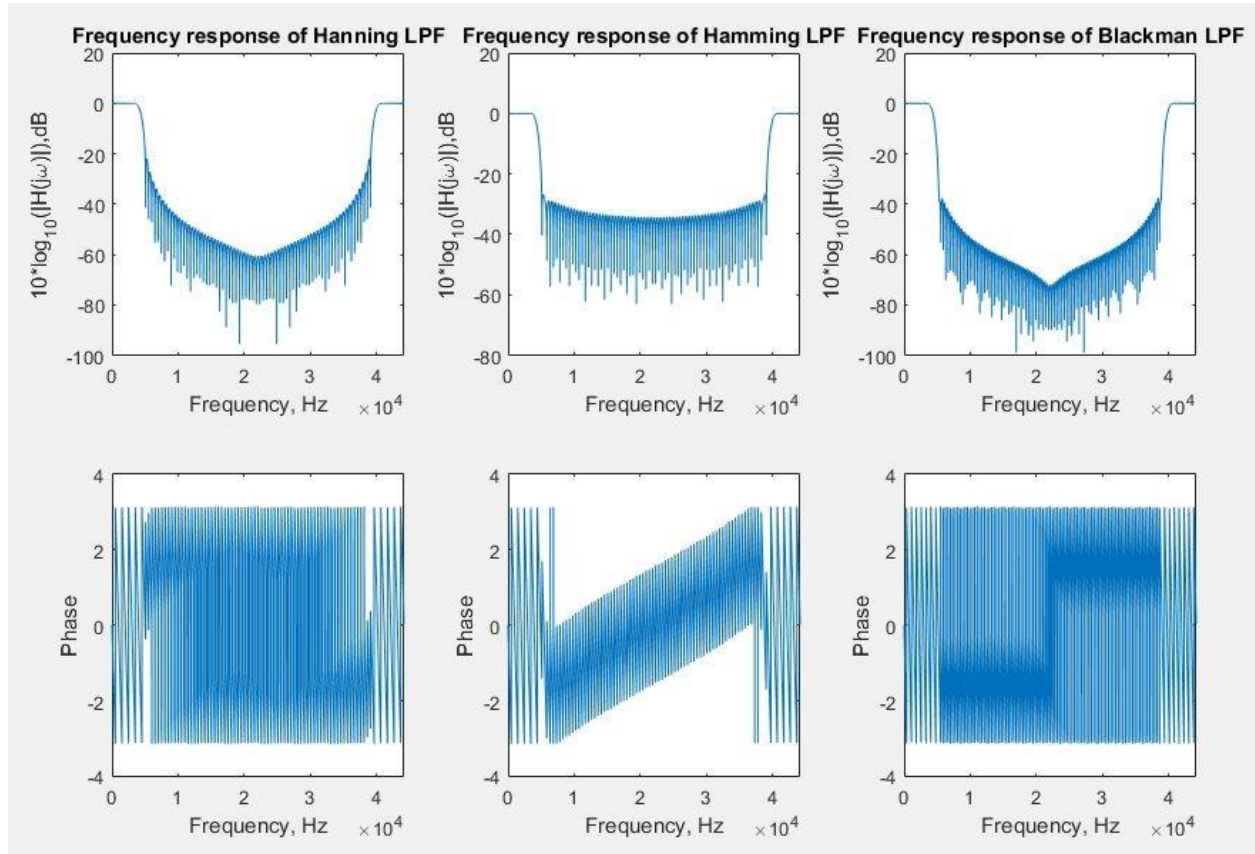 Frequency response of Hanning LPF
20
0
-20
-40
-60
-80
-100
10*log10(|H(jω)|),dB
0 1 2 3 4
Frequency, Hz ×10^4
Frequency response of Hamming LPF
20
0
-20
-40
-60
-80
10*log10(|H(jω)|),dB
0 1 2 3 4
Frequency, Hz ×10^4
Frequency response of Blackman LPF
20
0
-20
-40
-60
-80
-100
10*log10(|H(jω)|),dB
0 1 2 3 4
Frequency, Hz ×10^4
4
2
0
-2
-4
Phase
0 1 2 3 4
Frequency, Hz ×10^4
4
2
0
-2
-4
Phase
0 1 2 3 4
Frequency, Hz ×10^4
4
2
0
-2
-4
Phase
0 1 2 3 4
Frequency, Hz ×10^4